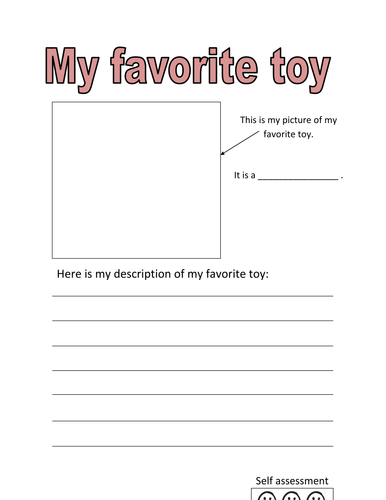 My favorite toy
This is my picture of my
favorite toy.
It is a ________________ .
Here is my description of my favorite toy:
Self assessment